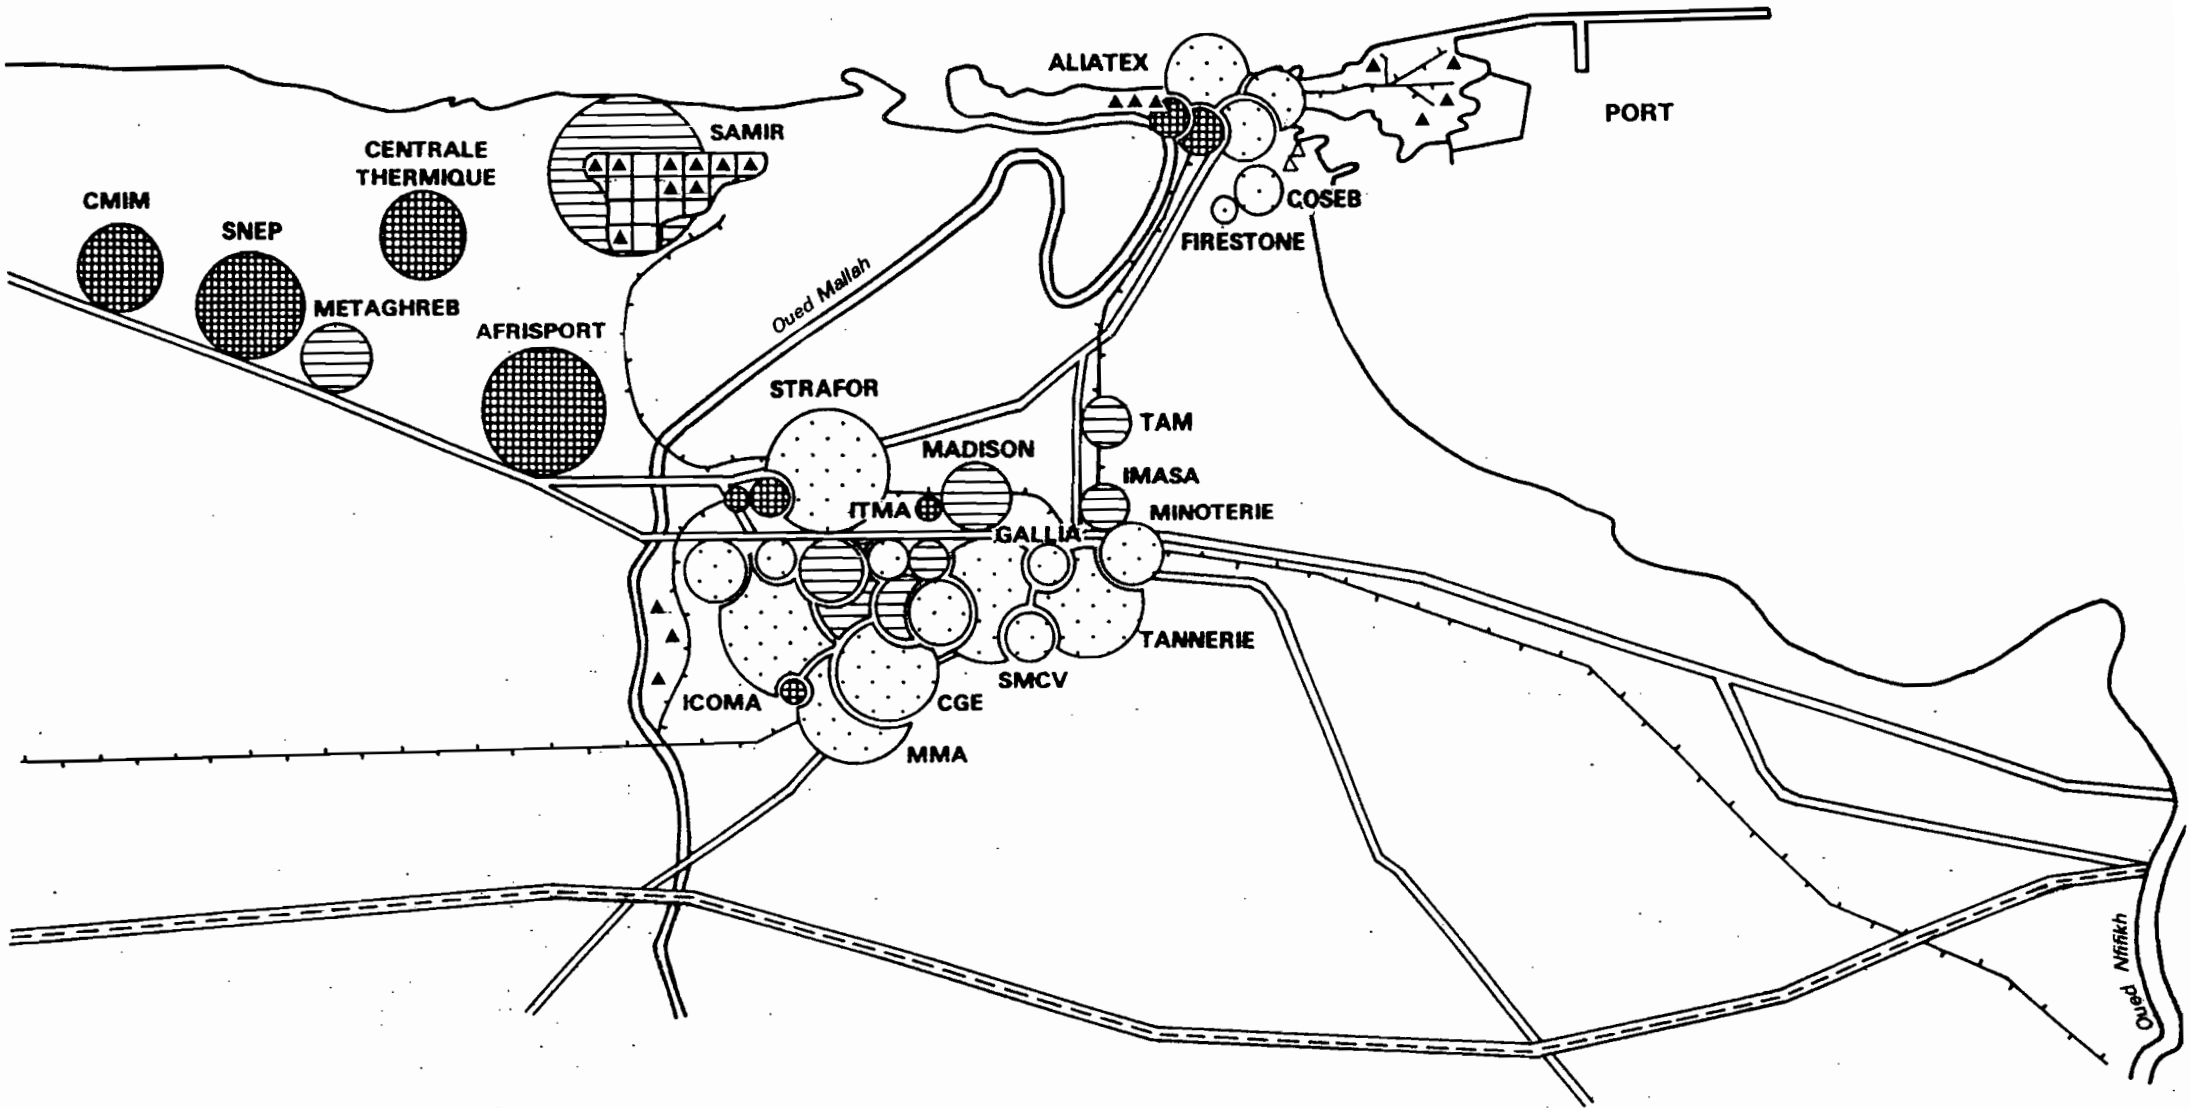 ALIATEX
PORT
SAMIR
CENTRALE
THERMIQUE
CMIM
COSEB
SNEP
FIRESTONE
Oued Mallah
METAGHREB
AFRISPORT
STRAFOR
TAM
MADISON
IMASA
ITMA
MINOTERIE
GALLIA
TANNERIE
SMCV
ICOMA
CGE
MMA
Oued Nfifikh